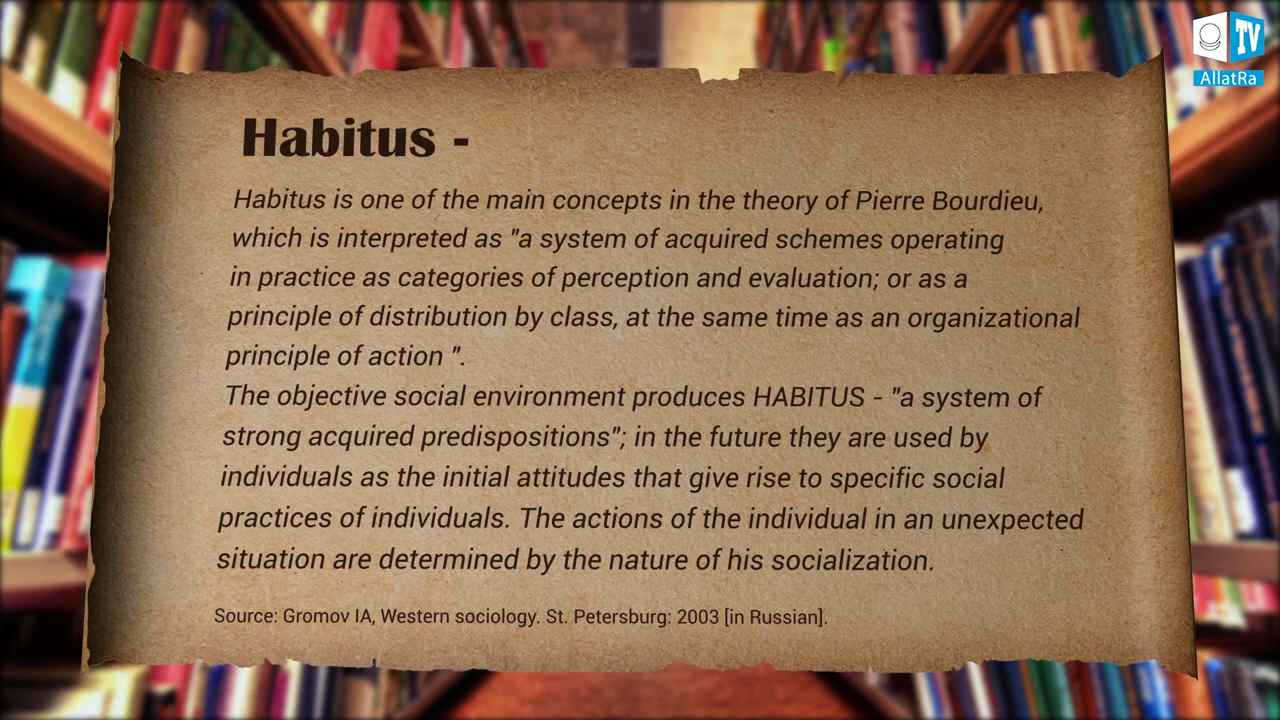 TV
AllatRa
Habitus -
Habitus is one of the main concepts in the theory of Pierre Bourdieu,
which is interpreted as "a system of acquired schemes operating
in practice as categories of perception and evaluation; or as a
principle of distribution by class, at the same time as an organizational
principle of action ".
The objective social environment produces HABITUS - "a system of
strong acquired predispositions"; in the future they are used by
individuals as the initial attitudes that give rise to specific social
practices of individuals. The actions of the individual in an unexpected
situation are determined by the nature of his socialization.
Source: Gromov IA, Western sociology. St. Petersburg: 2003 [in Russian].